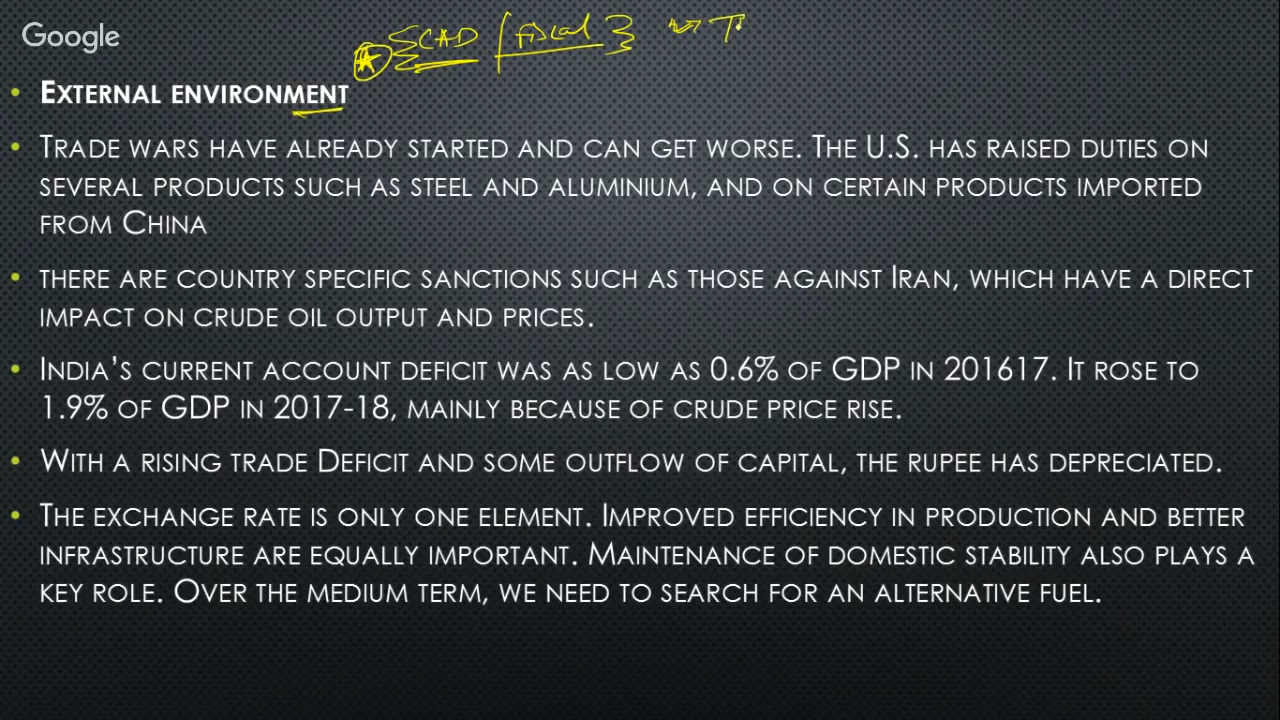 Google
CAD [Fiscal}
• EXTERNAL ENVIRONMENT
• TRADE WARS HAVE ALREADY STARTED AND CAN GET WORSE. THE U.S. HAS RAISED DUTIES ON
SEVERAL PRODUCTS SUCH AS STEEL AND ALUMINIUM, AND ON CERTAIN PRODUCTS IMPORTED
FROM CHINA
• THERE ARE COUNTRY SPECIFIC SANCTIONS SUCH AS THOSE AGAINST IRAN, WHICH HAVE A DIRECT
IMPACT ON CRUDE OIL OUTPUT AND PRICES.
• INDIA'S CURRENT ACCOUNT DEFICIT WAS AS LOW AS 0.6% OF GDP IN 201617. IT ROSE TO
1.9% OF GDP IN 2017-18, MAINLY BECAUSE OF CRUDE PRICE RISE.
• WITH A RISING TRADE DEFICIT AND SOME OUTFLOW OF CAPITAL, THE RUPEE HAS DEPRECIATED.
• THE EXCHANGE RATE IS ONLY ONE ELEMENT. IMPROVED EFFICIENCY IN PRODUCTION AND BETTER
INFRASTRUCTURE ARE EQUALLY IMPORTANT. MAINTENANCE OF DOMESTIC STABILITY ALSO PLAYS A
KEY ROLE. OVER THE MEDIUM TERM, WE NEED TO SEARCH FOR AN ALTERNATIVE FUEL.